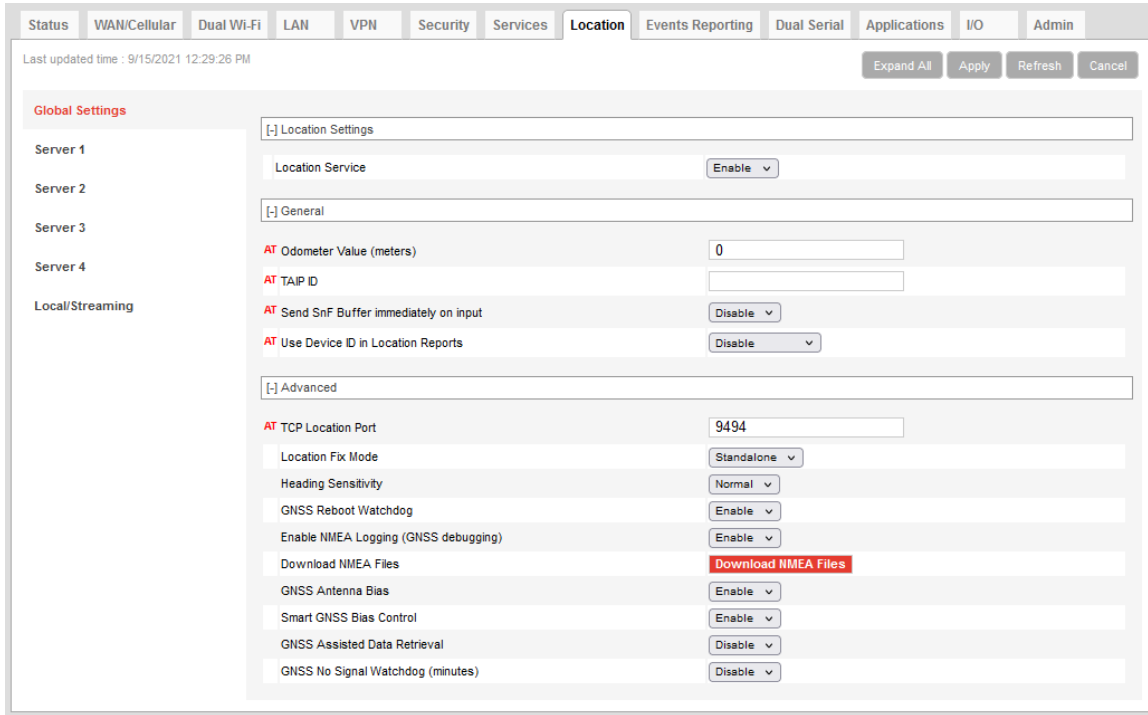 Status WAN/Cellular Dual Wi-Fi LAN VPN Security Services Location Events Reporting Dual Serial Applications I/O Admin
Last updated time : 9/15/2021 12:29:26 PM
Expand All Apply Refresh Cancel
Global Settings
Server 1
Server 2
Server 3
Server 4
Local/Streaming
[-] Location Settings
Location Service Enable
[-] General
AT Odometer Value (meters) 0
AT TAIP ID
AT Send SnF Buffer immediately on input Disable
AT Use Device ID in Location Reports Disable
[-] Advanced
AT TCP Location Port 9494
Location Fix Mode Standalone
Heading Sensitivity Normal
GNSS Reboot Watchdog Enable
Enable NMEA Logging (GNSS debugging) Enable
Download NMEA Files Download NMEA Files
GNSS Antenna Bias Enable
Smart GNSS Bias Control Enable
GNSS Assisted Data Retrieval Disable
GNSS No Signal Watchdog (minutes) Disable